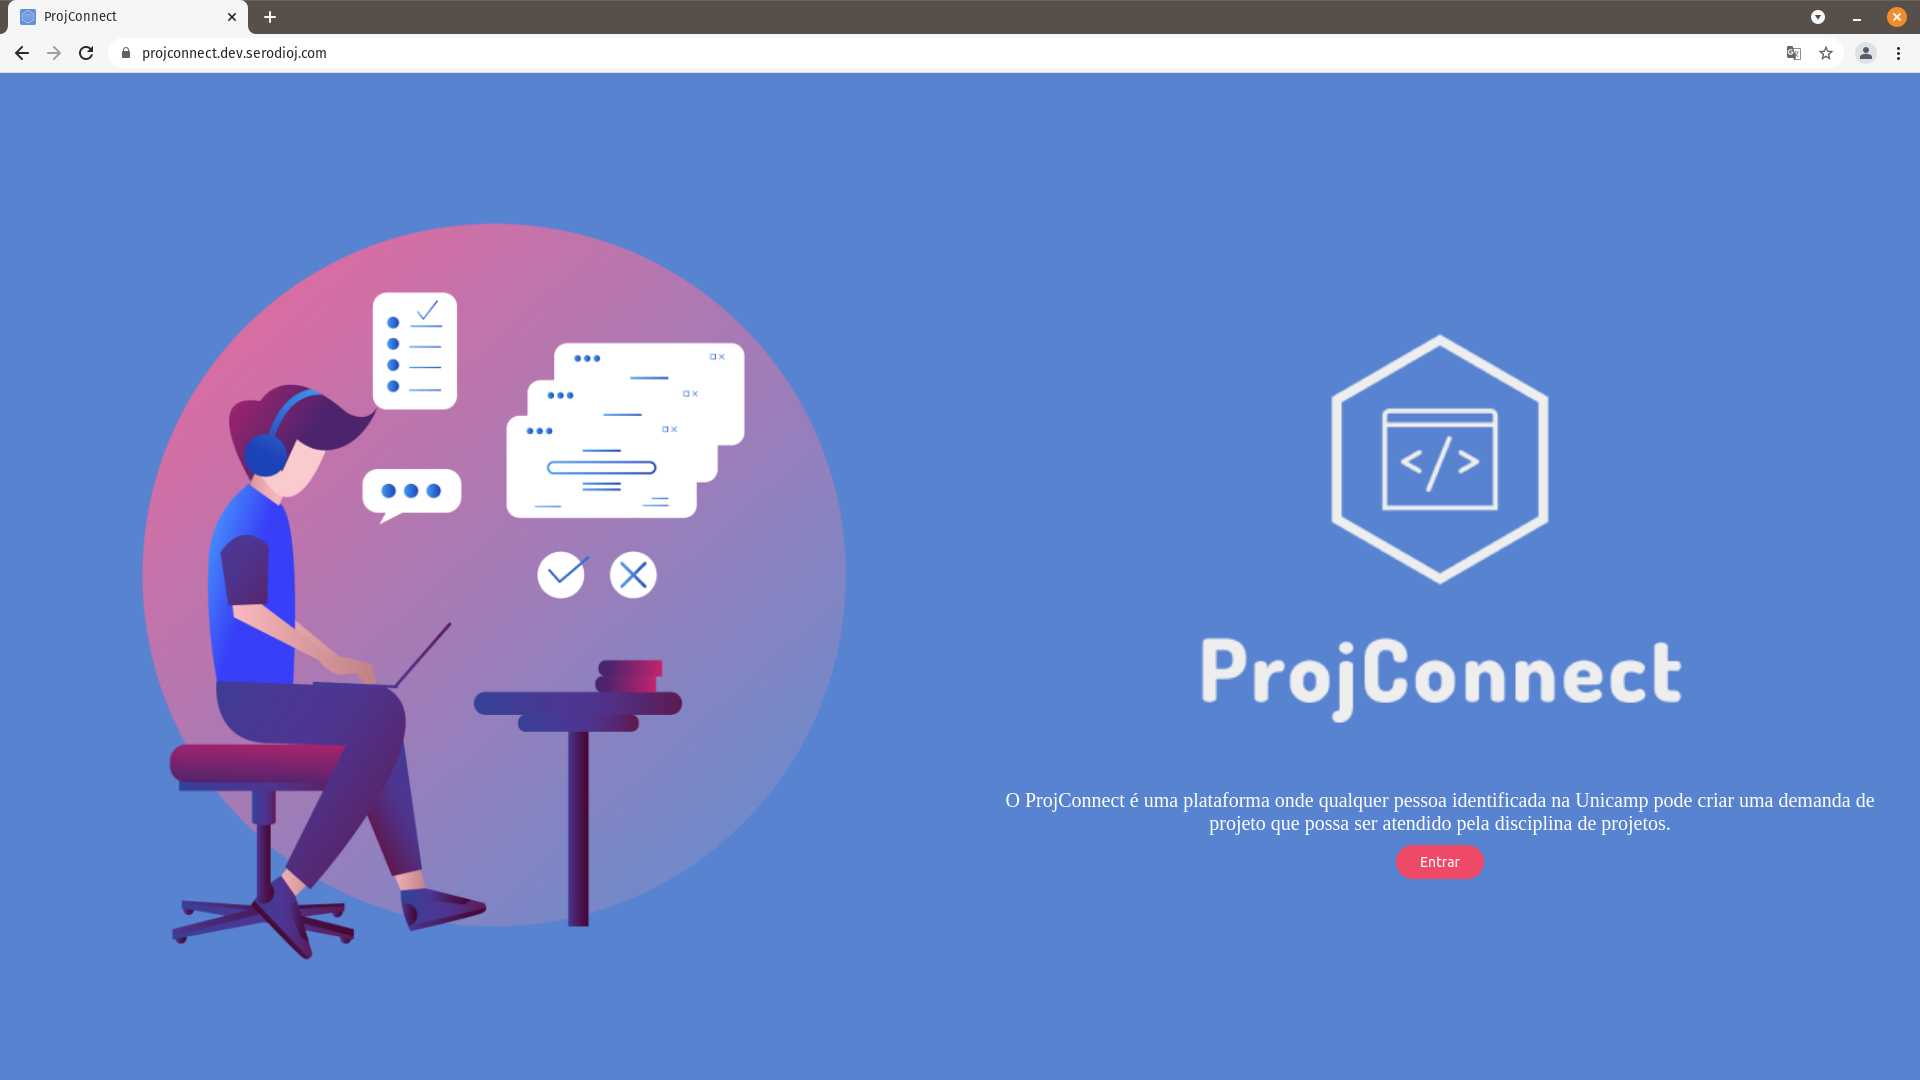 ProjConnect
projconnect.dev.serodioj.com
</>
ProjConnect
O ProjConnect é uma plataforma onde qualquer pessoa identificada na Unicamp pode criar uma demanda de
projeto que possa ser atendido pela disciplina de projetos.
Entrar